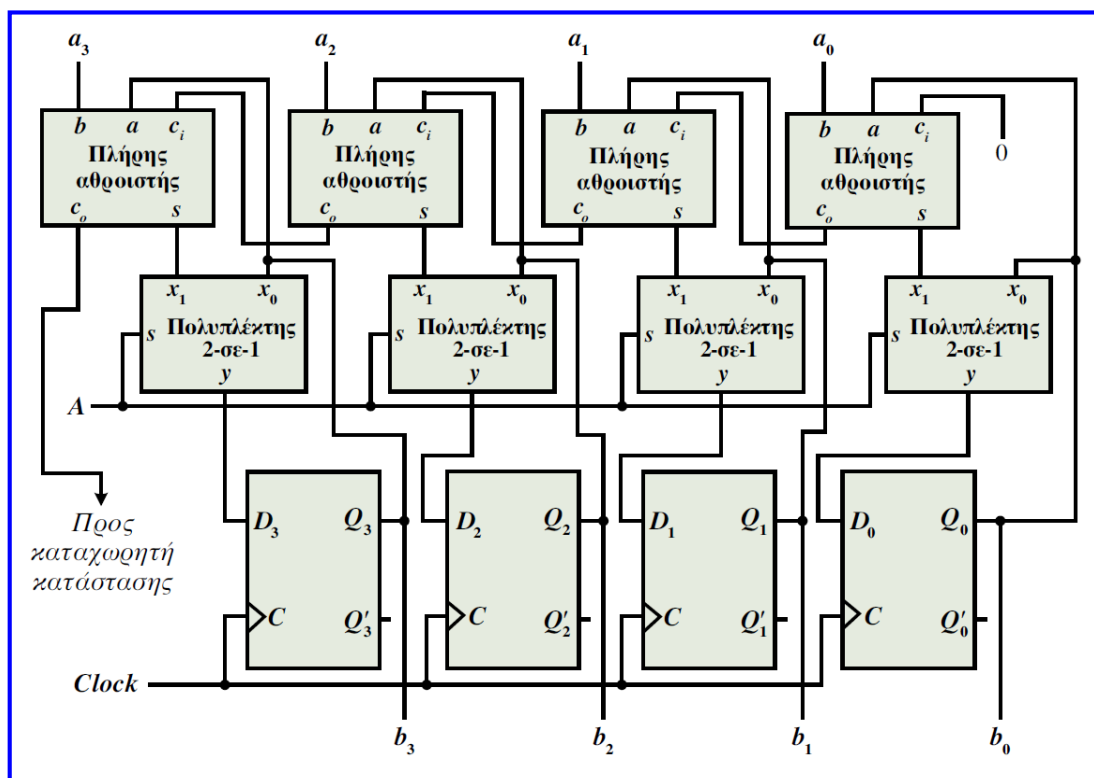 a3 a2 a1 a0
b a ci b a ci b a ci b a ci
0
Πλήρης Πλήρης Πλήρης Πλήρης
αθροιστής αθροιστής αθροιστής αθροιστής
co s co s co s co s
x1 x0 x1 x0 x1 x0 x1 x0
s Πολυπλέκτης s Πολυπλέκτης s Πολυπλέκτης s Πολυπλέκτης
2-σε-1 2-σε-1 2-σε-1 2-σε-1
y y y y
A
Προς
καταχωρητή
κατάστασης
D3 Q3 D2 Q2 D1 Q1 D0 Q0
C Q′3 C Q′2 C Q′1 C Q′0
Clock
b3 b2 b1 b0